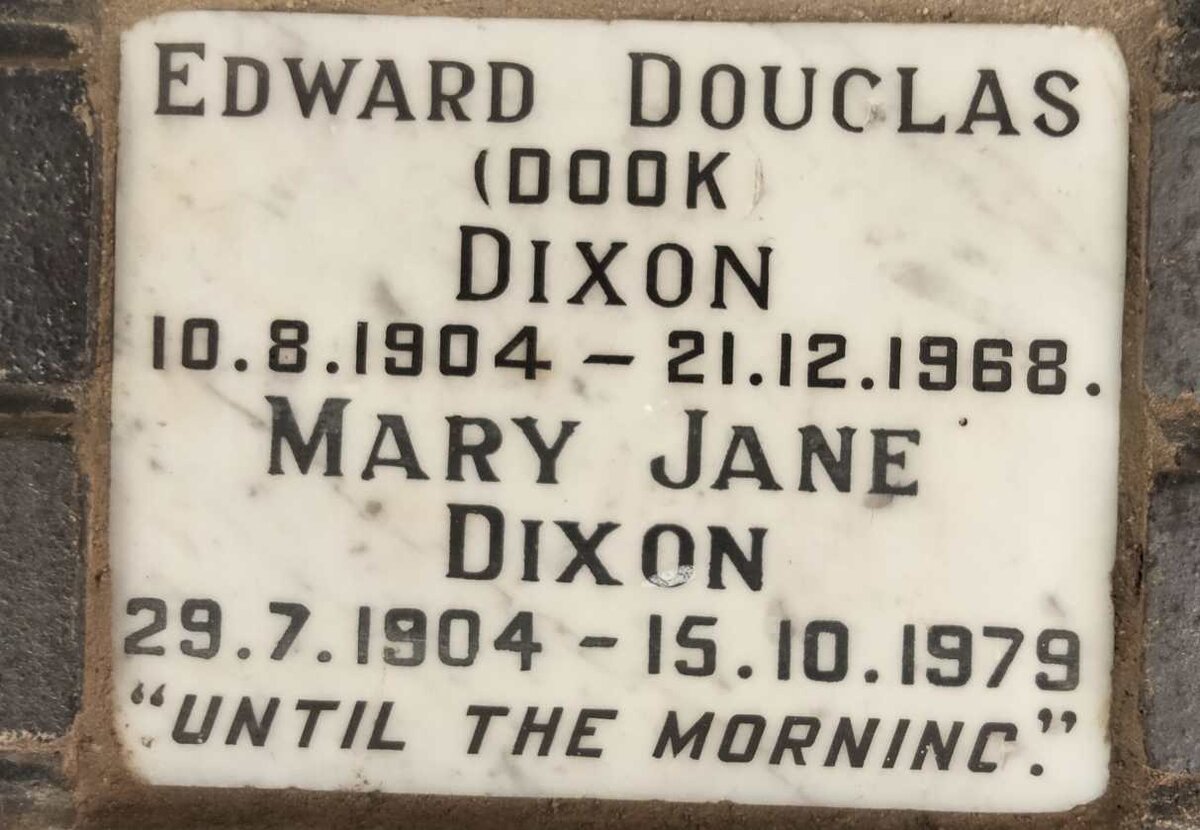 EDWARD DOUGLAS
(DOOK)
DIXON
10.8.1904 – 21.12.1968.
MARY JANE
DIXON
29.7.1904 – 15.10.1979
“UNTIL THE MORNING.”